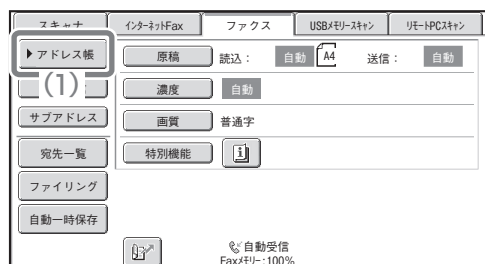 スキャナ
インターネットFax
ファクス
USBメモリースキャン
リモートPCスキャン
アドレス帳
(1)
サブアドレス
宛先一覧
ファイリング
自動一時保存
原稿
読込： 自動 A4 送信： 自動
濃度 自動
画質 普通字
特別機能
自動受信
Faxメモリー:100%